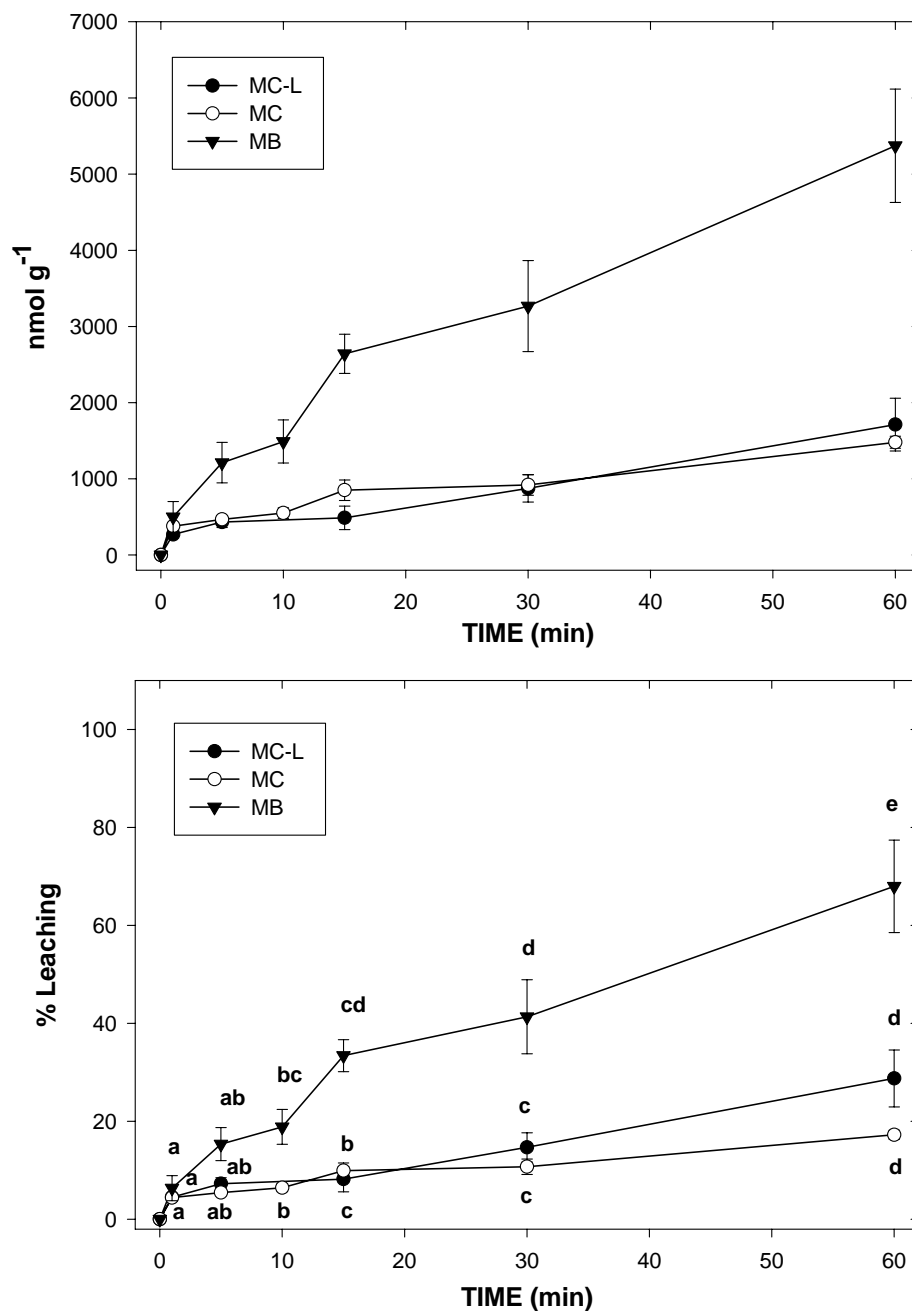 7000
6000
5000
4000
3000
2000
1000
0
nmol g-1
MC-L
MC
MB
0 10 20 30 40 50 60
TIME (min)
100
80
60
40
20
0
% Leaching
MC-L
MC
MB
e
d
cd
d
bc
ab
c
a
b
a ab
a ab b c c d
0 10 20 30 40 50 60
TIME (min)